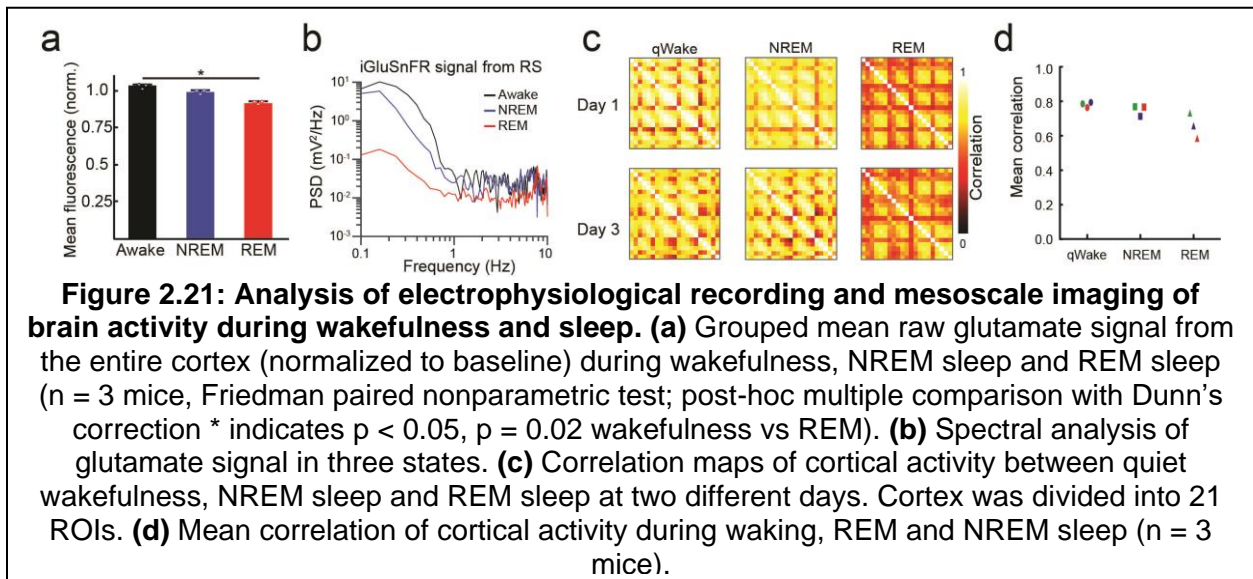 a
b
c
d
*
iGluSnFR signal from RS
Awake
NREM
REM
Mean fluorescence (norm.)
1.0
0.75
0.5
0.25
Awake NREM REM
PSD (mV²/Hz)
10¹
10⁰
10⁻¹
10⁻²
10⁻³
0.1 1 10
Frequency (Hz)
qWake NREM REM
Day 1
Day 3
1
Correlation
0
Mean correlation
1.0
0.8
0.6
0.4
0.2
0.0
qWake NREM REM
Figure 2.21: Analysis of electrophysiological recording and mesoscale imaging of
brain activity during wakefulness and sleep. (a) Grouped mean raw glutamate signal from
the entire cortex (normalized to baseline) during wakefulness, NREM sleep and REM sleep
(n = 3 mice, Friedman paired nonparametric test; post-hoc multiple comparison with Dunn’s
correction * indicates p < 0.05, p = 0.02 wakefulness vs REM). (b) Spectral analysis of
glutamate signal in three states. (c) Correlation maps of cortical activity between quiet
wakefulness, NREM sleep and REM sleep at two different days. Cortex was divided into 21
ROIs. (d) Mean correlation of cortical activity during waking, REM and NREM sleep (n = 3
mice).